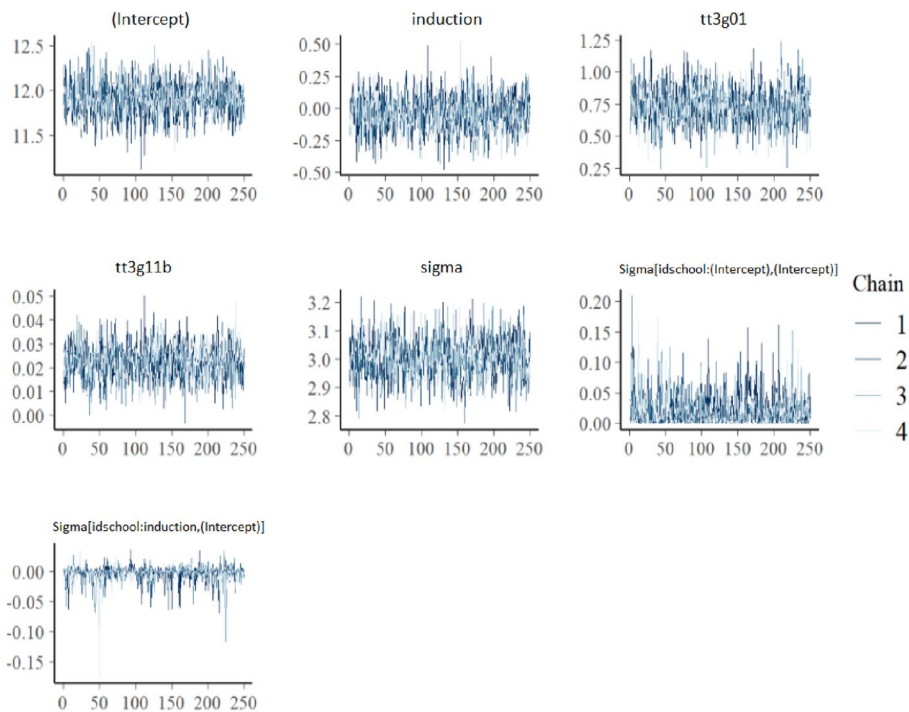 (Intercept)
induction
tt3g01
12.5
12.0
11.5
0 50 100 150 200 250
0.50
0.25
0.00
-0.25
-0.50
0 50 100 150 200 250
1.25
1.00
0.75
0.50
0.25
0 50 100 150 200 250
tt3g11b
sigma
Sigma[idschool:(Intercept),(Intercept)]
0.05
0.04
0.03
0.02
0.01
0.00
0 50 100 150 200 250
3.2
3.1
3.0
2.9
2.8
0 50 100 150 200 250
0.20
0.15
0.10
0.05
0.00
0 50 100 150 200 250
Chain
1
2
3
4
Sigma[idschool:induction,(Intercept)]
0.00
-0.05
-0.10
-0.15
0 50 100 150 200 250